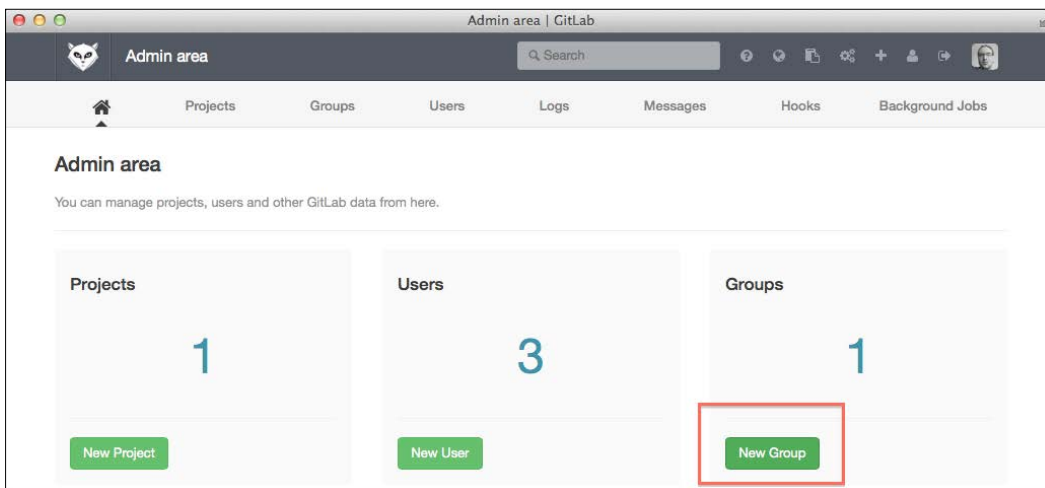 Admin area | GitLab
Admin area
Search
Projects Groups Users Logs Messages Hooks Background Jobs
Admin area
You can manage projects, users and other GitLab data from here.
Projects Users Groups
1 3 1
New Project New User New Group